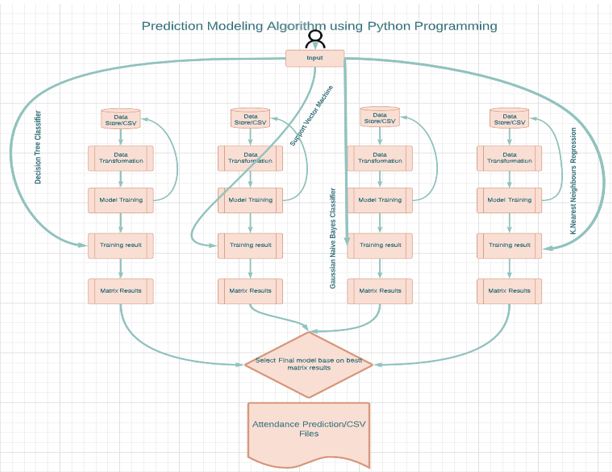 Prediction Modeling Algorithm using Python Programming
Input
Decision Tree Classifier
Support Vector Machine
Gaussian Naive Bayes Classifier
K.Nearest Neighbours Regression
Data
Store/CSV
Data
Transformation
Model Training
Training result
Matrix Results
Data
Store/CSV
Data
Transformation
Model Training
Training result
Matrix Results
Data
Store/CSV
Data
Transformation
Model Training
Training result
Matrix Results
Data
Store/CSV
Data
Transformation
Model Training
Training result
Matrix Results
Select Final model base on best
matrix results
Attendance Prediction/CSV
Files